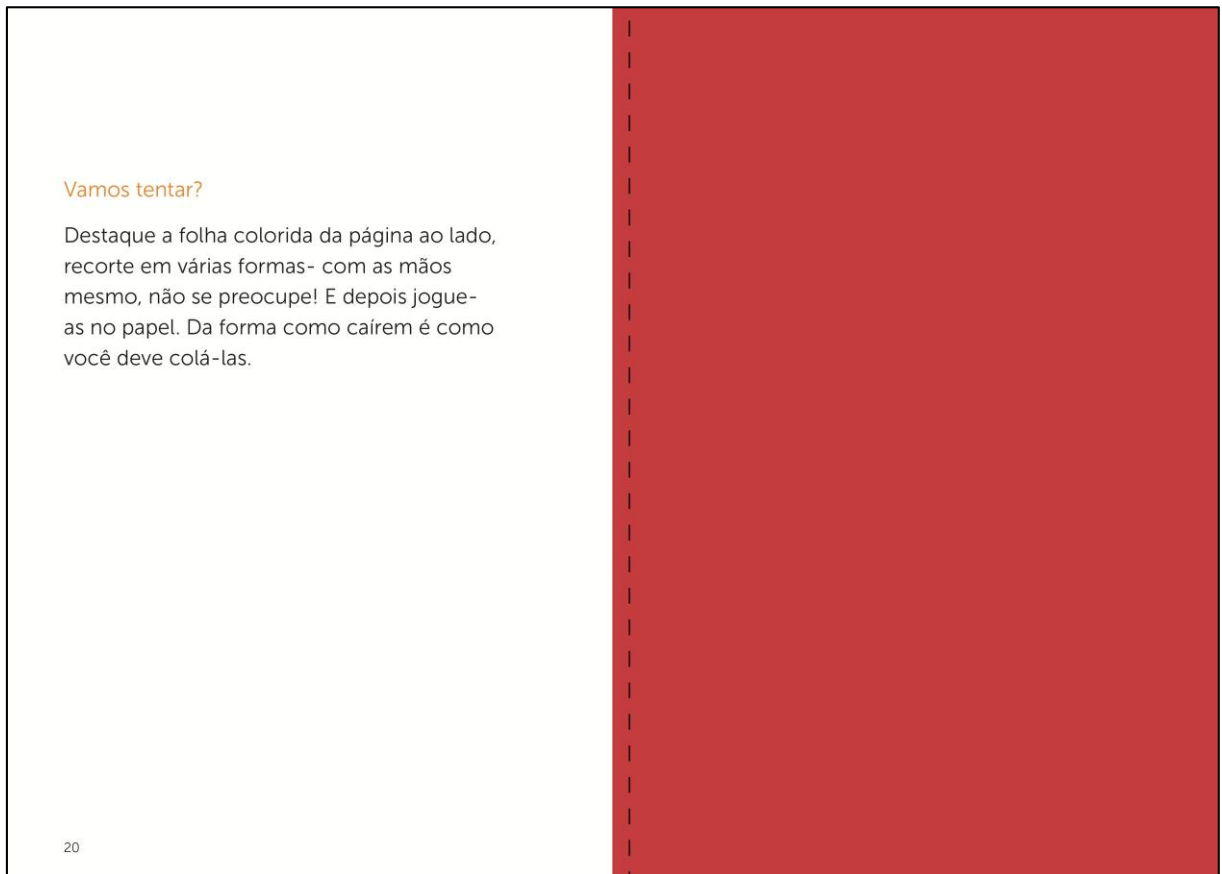 Vamos tentar?
Destaque a folha colorida da página ao lado,
recorte em várias formas- com as mãos
mesmo, não se preocupe! E depois jogue-
as no papel. Da forma como caírem é como
você deve colá-las.
20